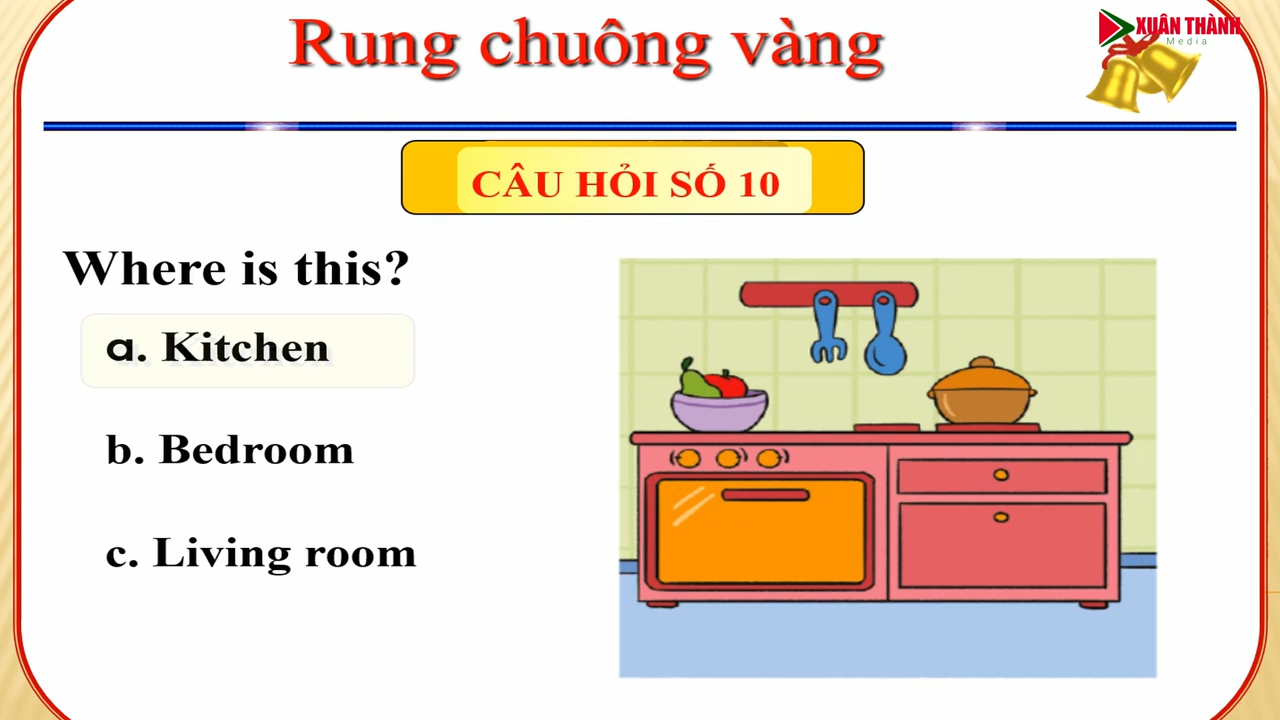 Rung chuông vàng
XUÂN THÀNH
Media
CÂU HỎI SỐ 10
Where is this?
a. Kitchen
b. Bedroom
c. Living room